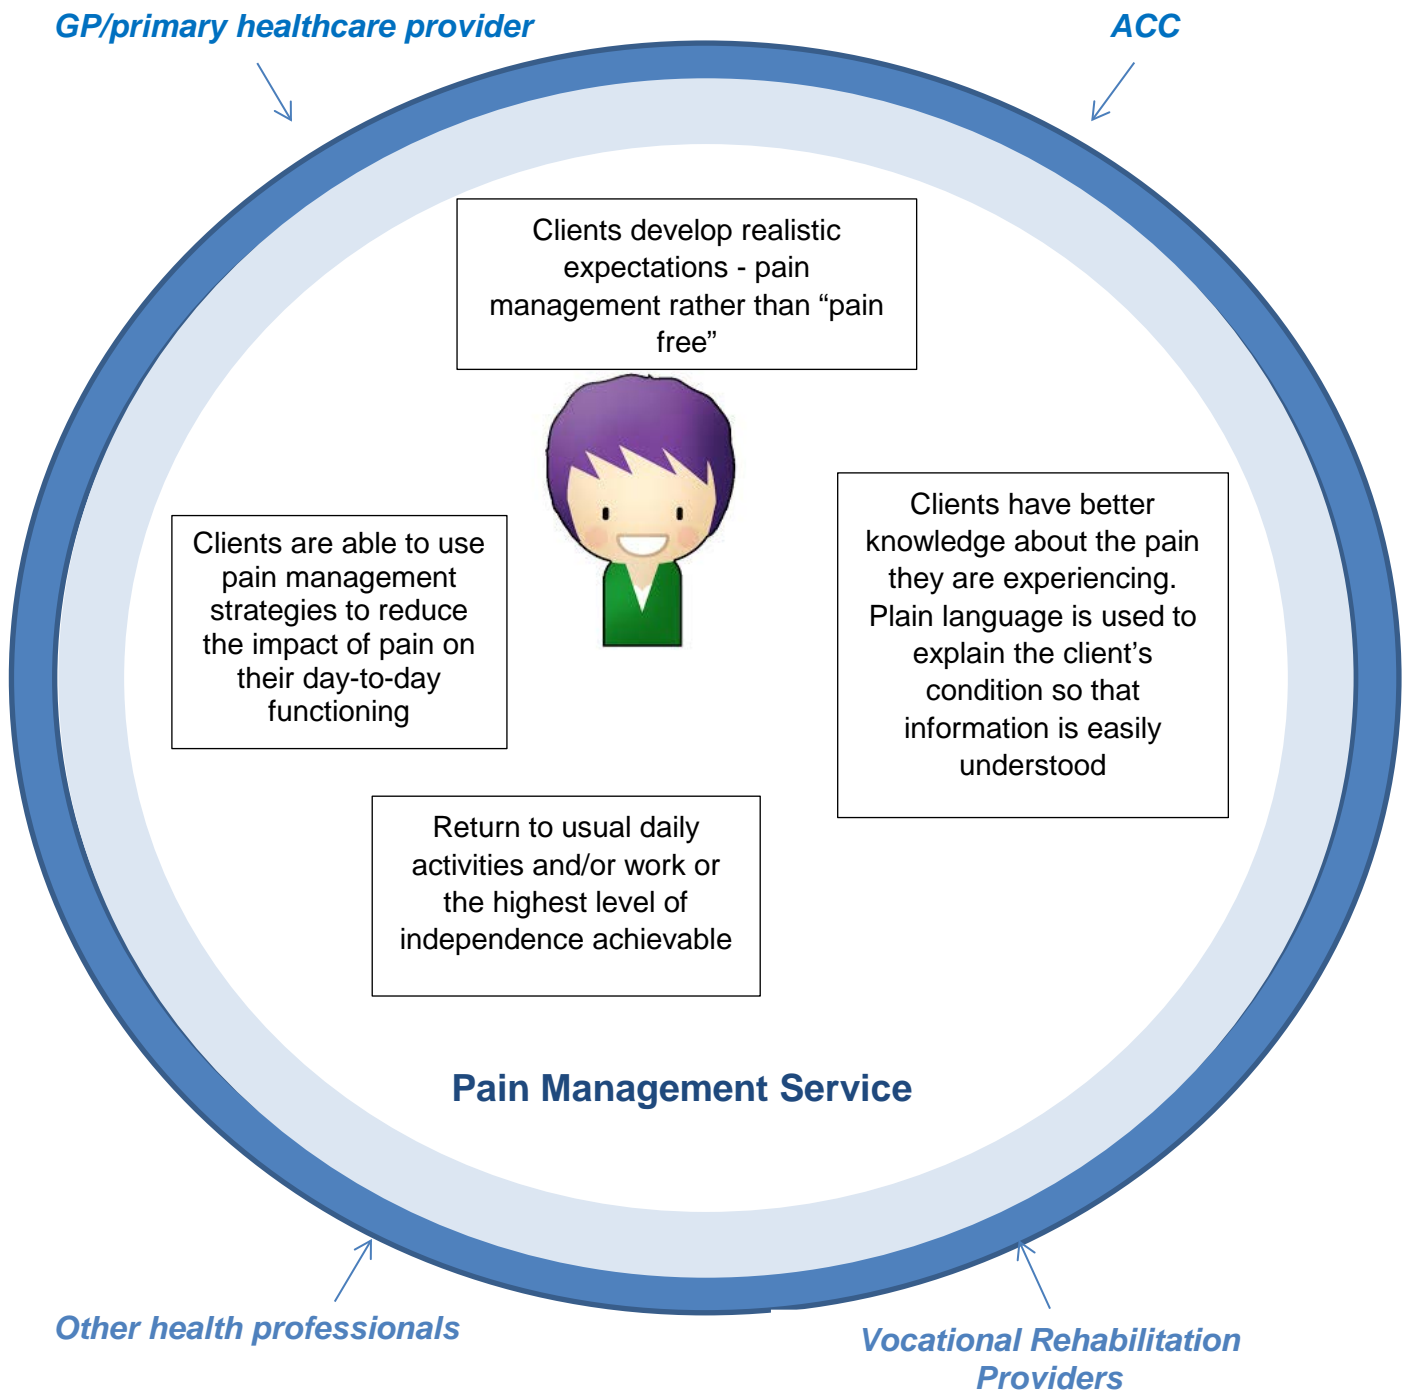 GP/primary healthcare provider
ACC
Clients develop realistic
expectations - pain
management rather than “pain
free”
Clients are able to use
pain management
strategies to reduce
the impact of pain on
their day-to-day
functioning
Clients have better
knowledge about the pain
they are experiencing.
Plain language is used to
explain the client’s
condition so that
information is easily
understood
Return to usual daily
activities and/or work or
the highest level of
independence achievable
Pain Management Service
Other health professionals
Vocational Rehabilitation
Providers